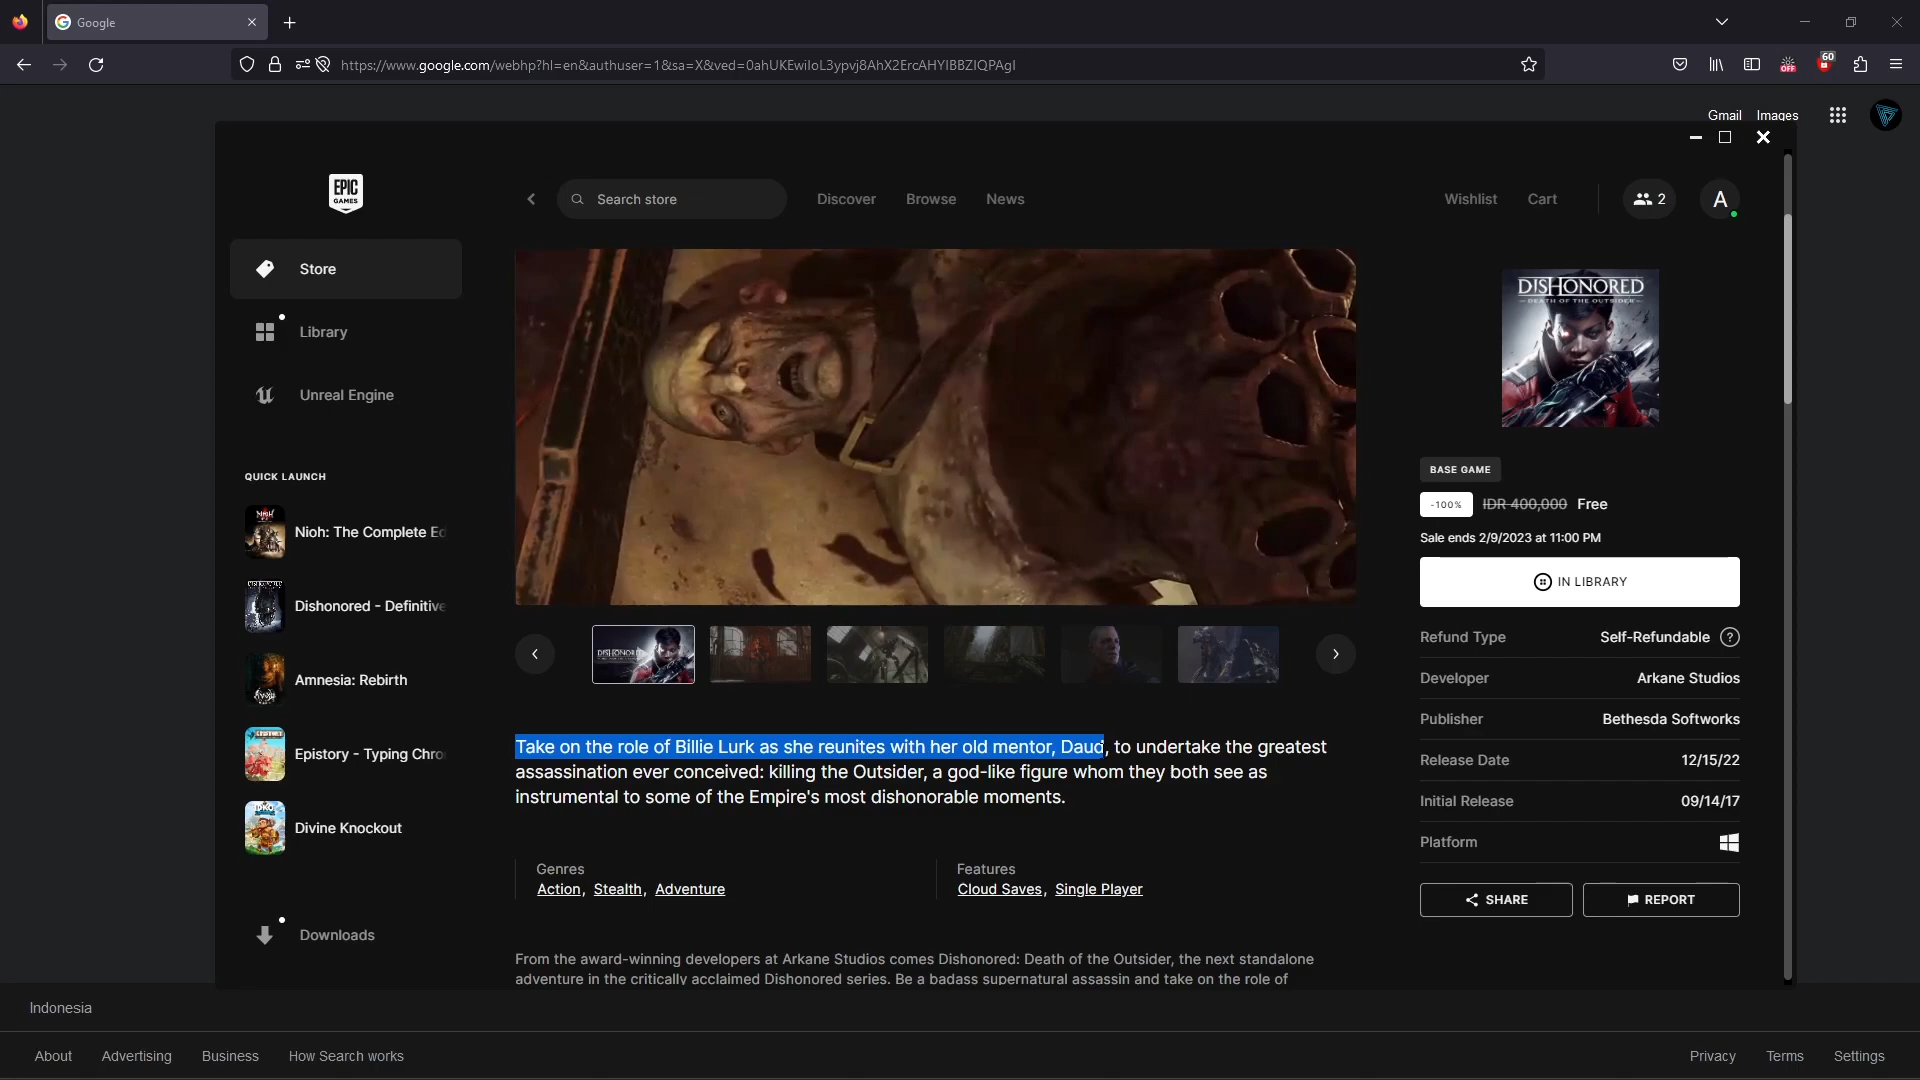 Google
https://www.google.com/webhp?hl=en&authuser=1&sa=X&ved=0ahUKEwiIoL3ypvj8AhX2ErcAHYIBBZIQPAgI
OFF
60
Gmail Images
EPIC
GAMES
Search store
Discover Browse News
Wishlist Cart
2
A
Store
Library
Unreal Engine
QUICK LAUNCH
Nioh: The Complete Ed
Dishonored - Definitive
Amnesia: Rebirth
Epistory - Typing Chro
Divine Knockout
Downloads
DISHONORED
DEATH OF THE OUTSIDER
BASE GAME
-100% IDR 400,000 Free
Sale ends 2/9/2023 at 11:00 PM
IN LIBRARY
Refund Type Self-Refundable ?
Developer Arkane Studios
Publisher Bethesda Softworks
Release Date 12/15/22
Initial Release 09/14/17
Platform
SHARE REPORT
DISHONORED
Take on the role of Billie Lurk as she reunites with her old mentor, Daud, to undertake the greatest
assassination ever conceived: killing the Outsider, a god-like figure whom they both see as
instrumental to some of the Empire's most dishonorable moments.
Genres
Action, Stealth, Adventure
Features
Cloud Saves, Single Player
From the award-winning developers at Arkane Studios comes Dishonored: Death of the Outsider, the next standalone
adventure in the critically acclaimed Dishonored series. Be a badass supernatural assassin and take on the role of
Indonesia
About Advertising Business How Search works
Privacy Terms Settings